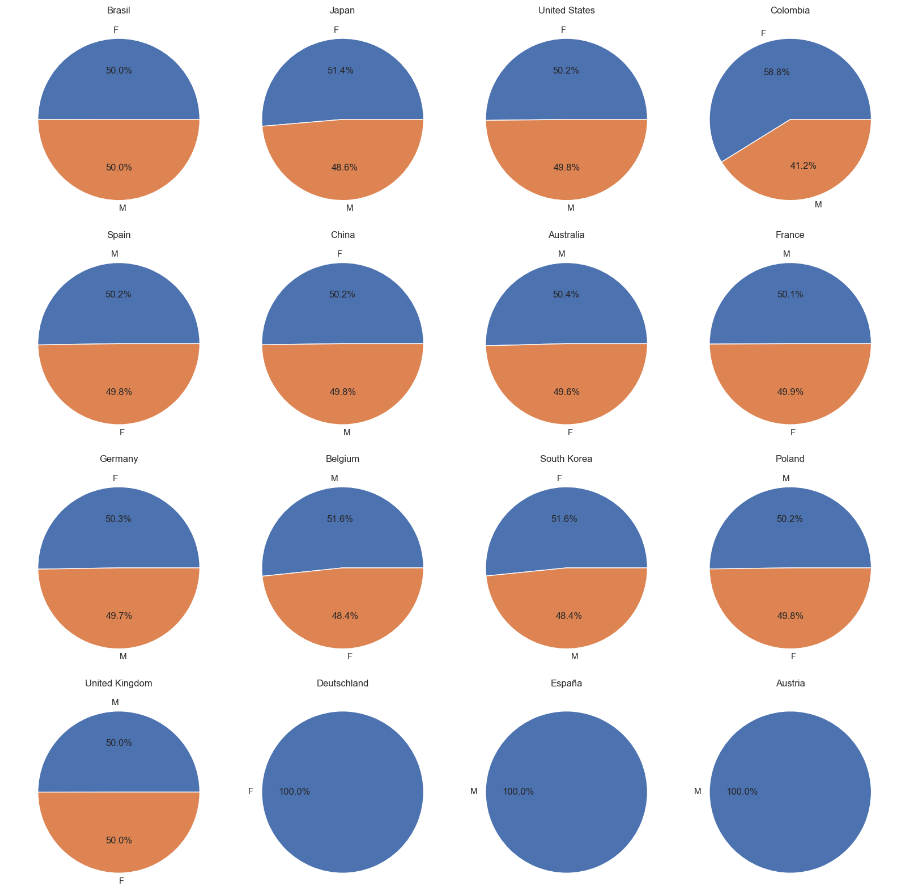 Brasil
F
50.0%
50.0%
M
Japan
F
51.4%
48.6%
M
United States
F
50.2%
49.8%
M
Colombia
F
58.8%
41.2%
M
Spain
M
50.2%
49.8%
F
China
F
50.2%
49.8%
M
Australia
M
50.4%
49.6%
F
France
M
50.1%
49.9%
F
Germany
F
50.3%
49.7%
M
Belgium
M
51.6%
48.4%
F
South Korea
F
51.6%
48.4%
M
Poland
M
50.2%
49.8%
F
United Kingdom
M
50.0%
50.0%
F
Deutschland
F
100.0%
España
M
100.0%
Austria
M
100.0%